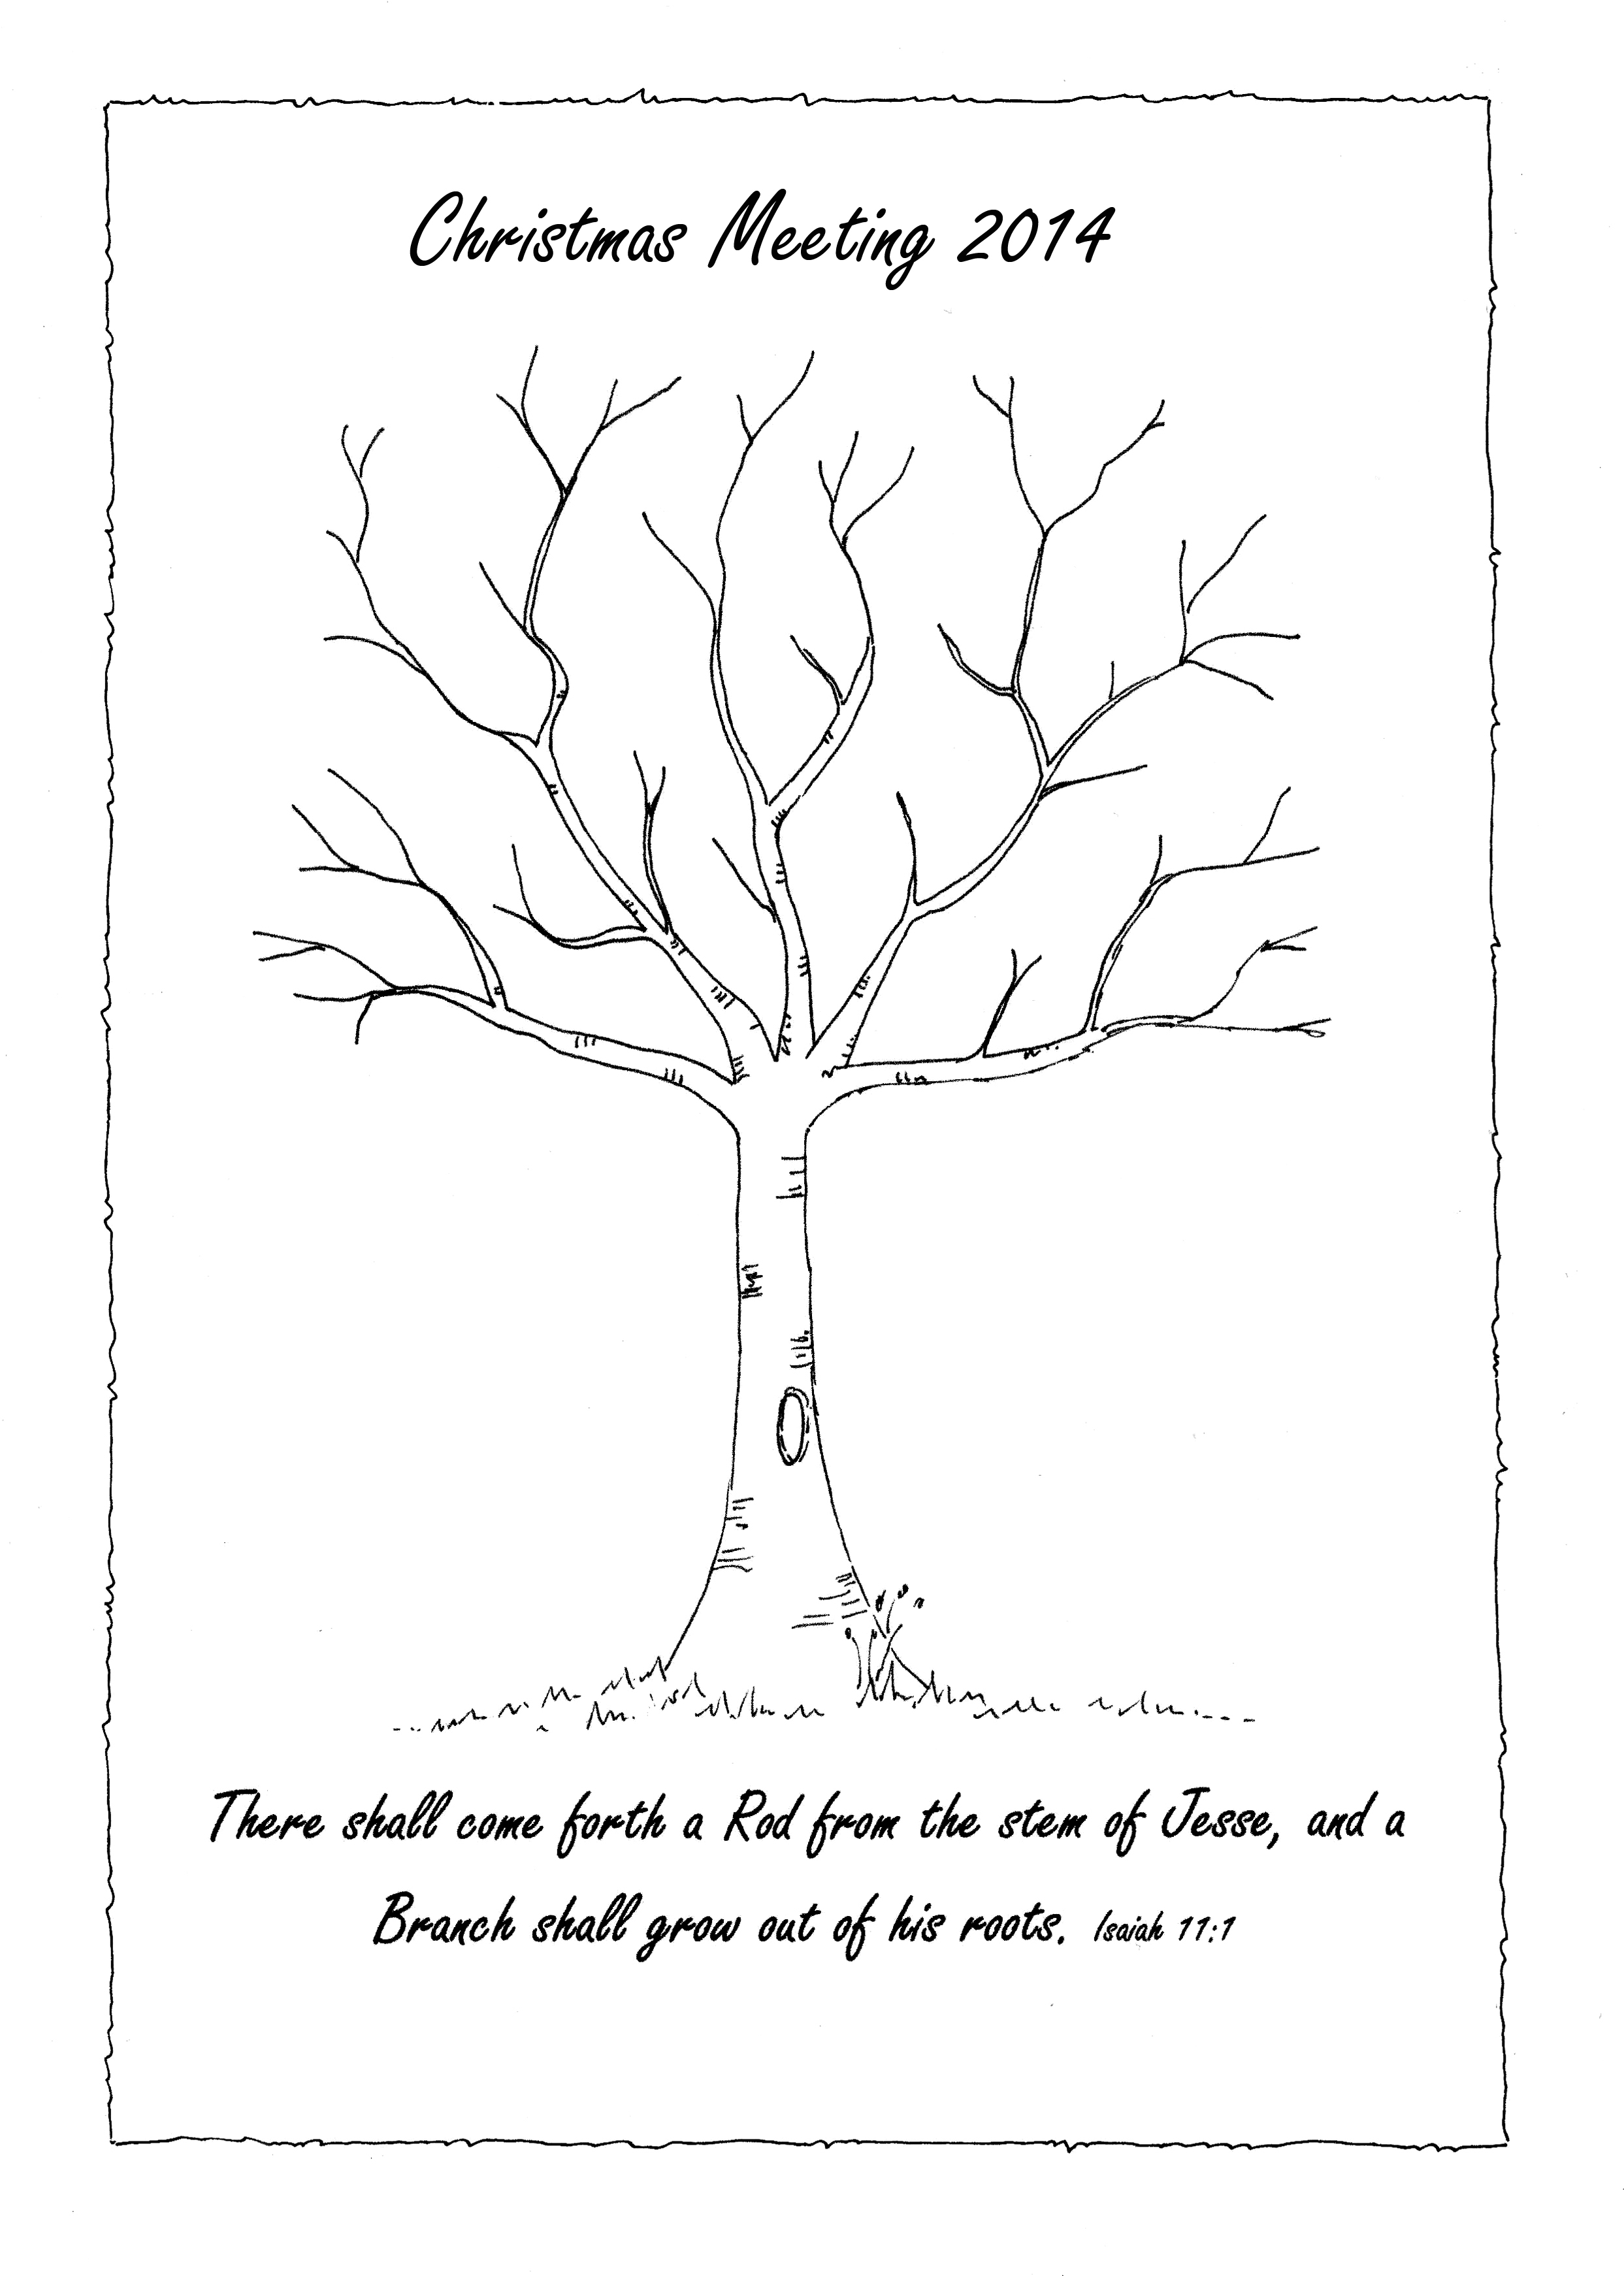 Christmas Meeting 2014
There shall come forth a Rod from the stem of Jesse, and a
Branch shall grow out of his roots. Isaiah 11:1